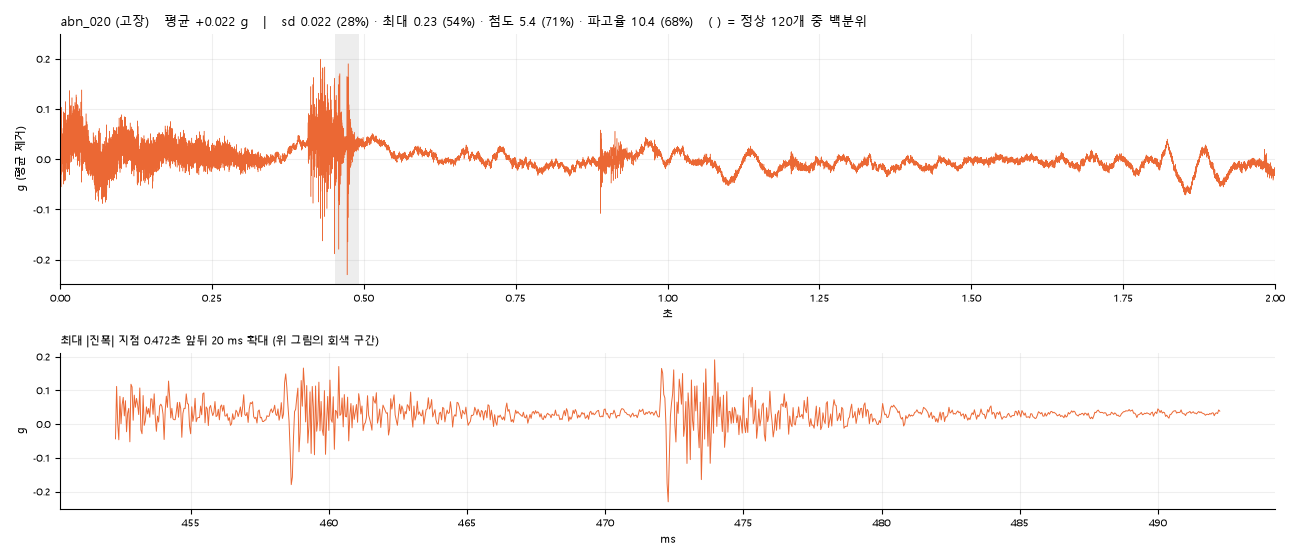 abn_020 (고장) 평균 +0.022 g | sd 0.022 (28%) · 최대 0.23 (54%) · 첨도 5.4 (71%) · 파고율 10.4 (68%) ( ) = 정상 120개 중 백분위
g (평균 제거)
0.2
0.1
0.0
-0.1
-0.2
0.00 0.25 0.50 0.75 1.00 1.25 1.50 1.75 2.00
초
최대 |진폭| 지점 0.472초 앞뒤 20 ms 확대 (위 그림의 회색 구간)
g
0.2
0.1
0.0
-0.1
-0.2
455 460 465 470 475 480 485 490
ms